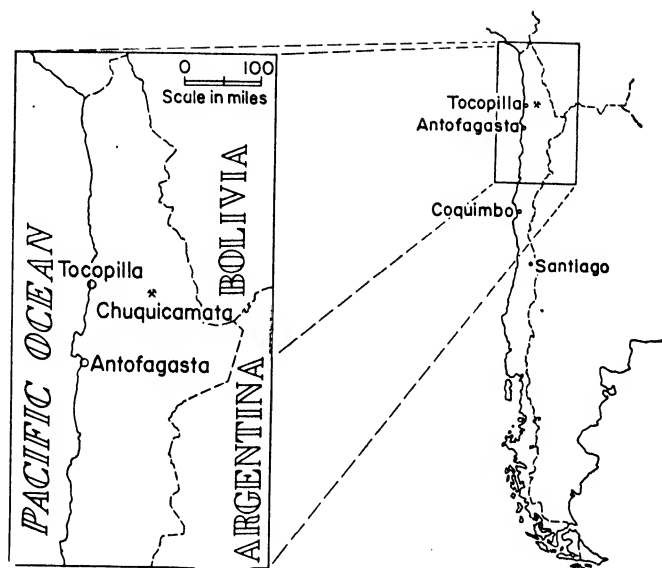 0 100
Scale in miles
PACIFIC OCEAN
BOLIVIA
ARGENTINA
Tocopilla
Chuquicamata
Antofagasta
Tocopilla
Antofagasta
Coquimbo
Santiago